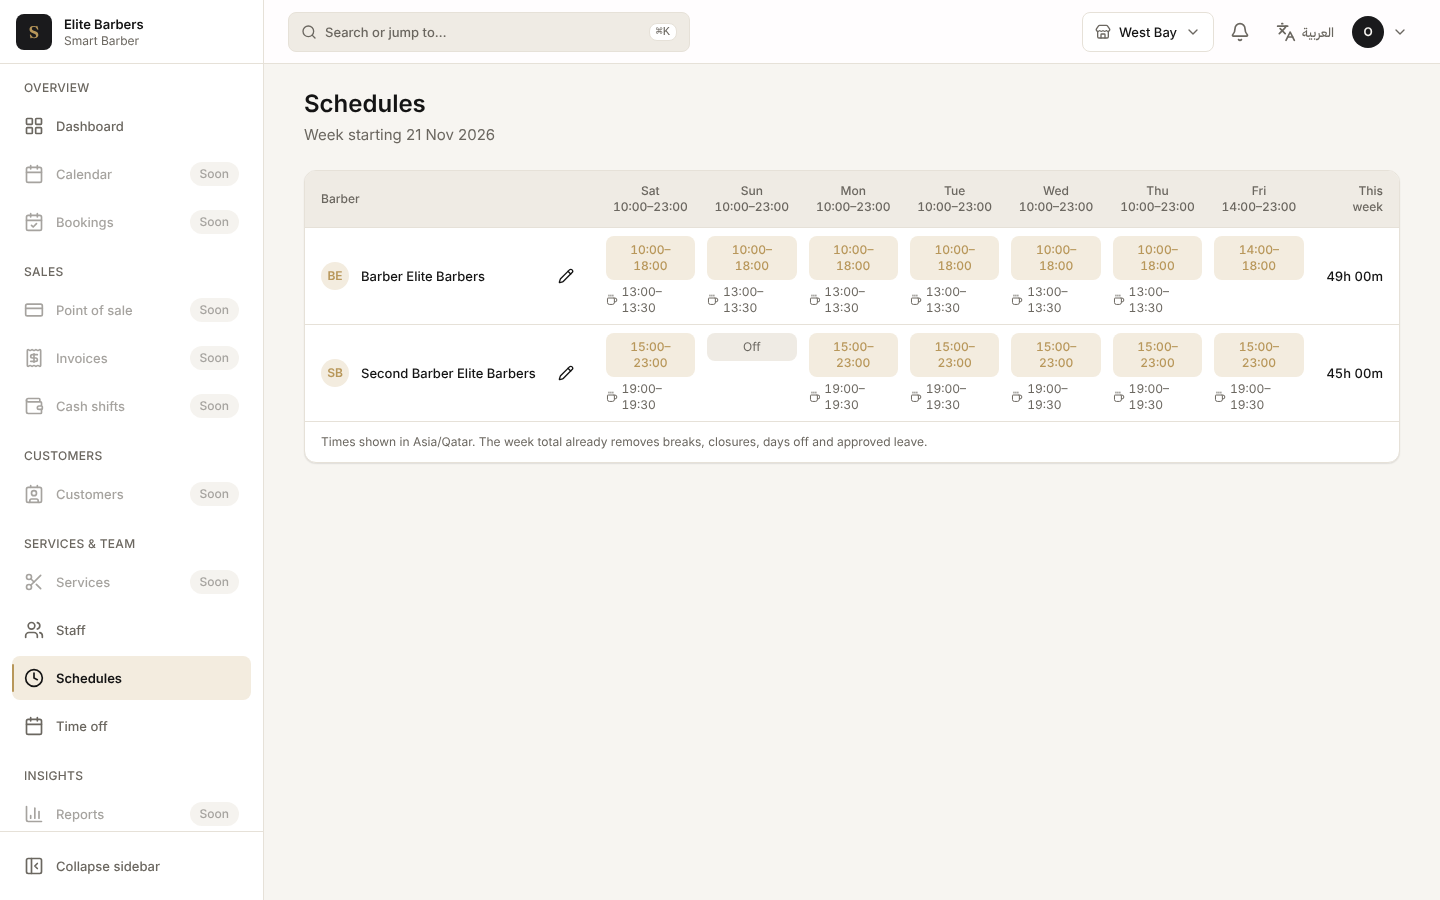 Elite Barbers
Smart Barber
S
Search or jump to...
⌘K
West Bay
العربية
O
OVERVIEW
Dashboard
Calendar Soon
Bookings Soon
SALES
Point of sale Soon
Invoices Soon
Cash shifts Soon
CUSTOMERS
Customers Soon
SERVICES & TEAM
Services Soon
Staff
Schedules
Time off
INSIGHTS
Reports Soon
Collapse sidebar
Schedules
Week starting 21 Nov 2026
Barber
Sat
10:00–23:00
Sun
10:00–23:00
Mon
10:00–23:00
Tue
10:00–23:00
Wed
10:00–23:00
Thu
10:00–23:00
Fri
14:00–23:00
This
week
BE Barber Elite Barbers
10:00–
18:00
13:00–
13:30
10:00–
18:00
13:00–
13:30
10:00–
18:00
13:00–
13:30
10:00–
18:00
13:00–
13:30
10:00–
18:00
13:00–
13:30
10:00–
18:00
13:00–
13:30
14:00–
18:00
49h 00m
SB Second Barber Elite Barbers
15:00–
23:00
19:00–
19:30
Off
15:00–
23:00
19:00–
19:30
15:00–
23:00
19:00–
19:30
15:00–
23:00
19:00–
19:30
15:00–
23:00
19:00–
19:30
15:00–
23:00
19:00–
19:30
45h 00m
Times shown in Asia/Qatar. The week total already removes breaks, closures, days off and approved leave.